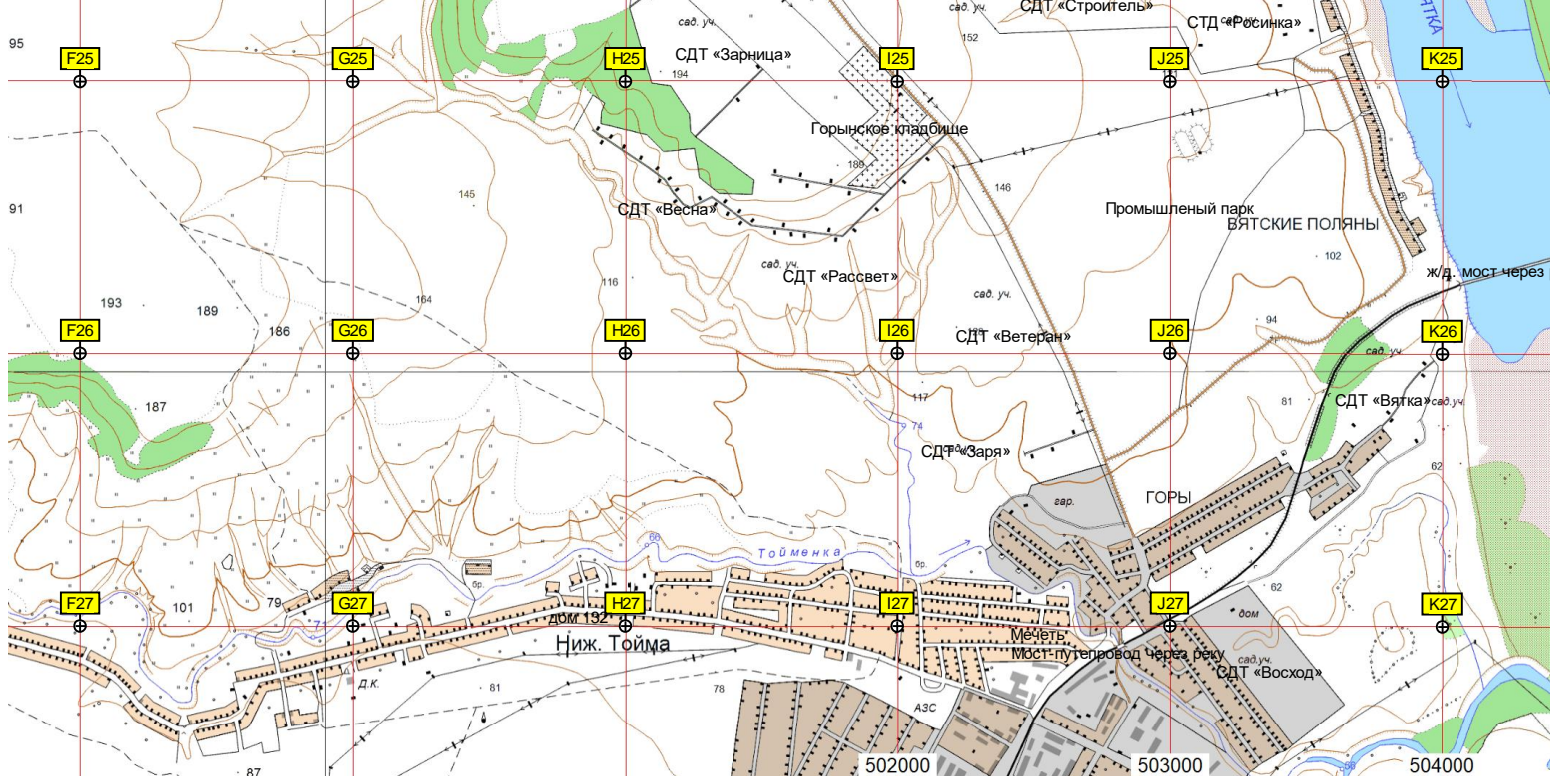 СДТ «Строитель»
сад. уч.
сад. уч.
СТД «Росинка»
152
95
СДТ «Зарница»
F25
G25
H25
I25
J25
K25
194
Горынское кладбище
189
146
145
91
СДТ «Весна»
Промышленый парк
ВЯТСКИЕ ПОЛЯНЫ
102
сад. уч.
СДТ «Рассвет»
ж/д. мост через
116
сад. уч.
193
189
164
186
94
F26
G26
H26
I26
J26
K26
СДТ «Ветеран»
сад. уч.
187
117
81
СДТ «Вятка»
сад.уч.
74
СДТ «Заря»
62
гар.
ГОРЫ
66
Тойменка
бр.
бр.
62
F27
101
79
G27
H27
I27
J27
K27
дом 132
дом
71
Ниж. Тойма
Мечеть
Мост-путепровод через реку
сад.уч.
СДТ «Восход»
Д.К.
81
78
АЗС
87
502000
503000
504000
56